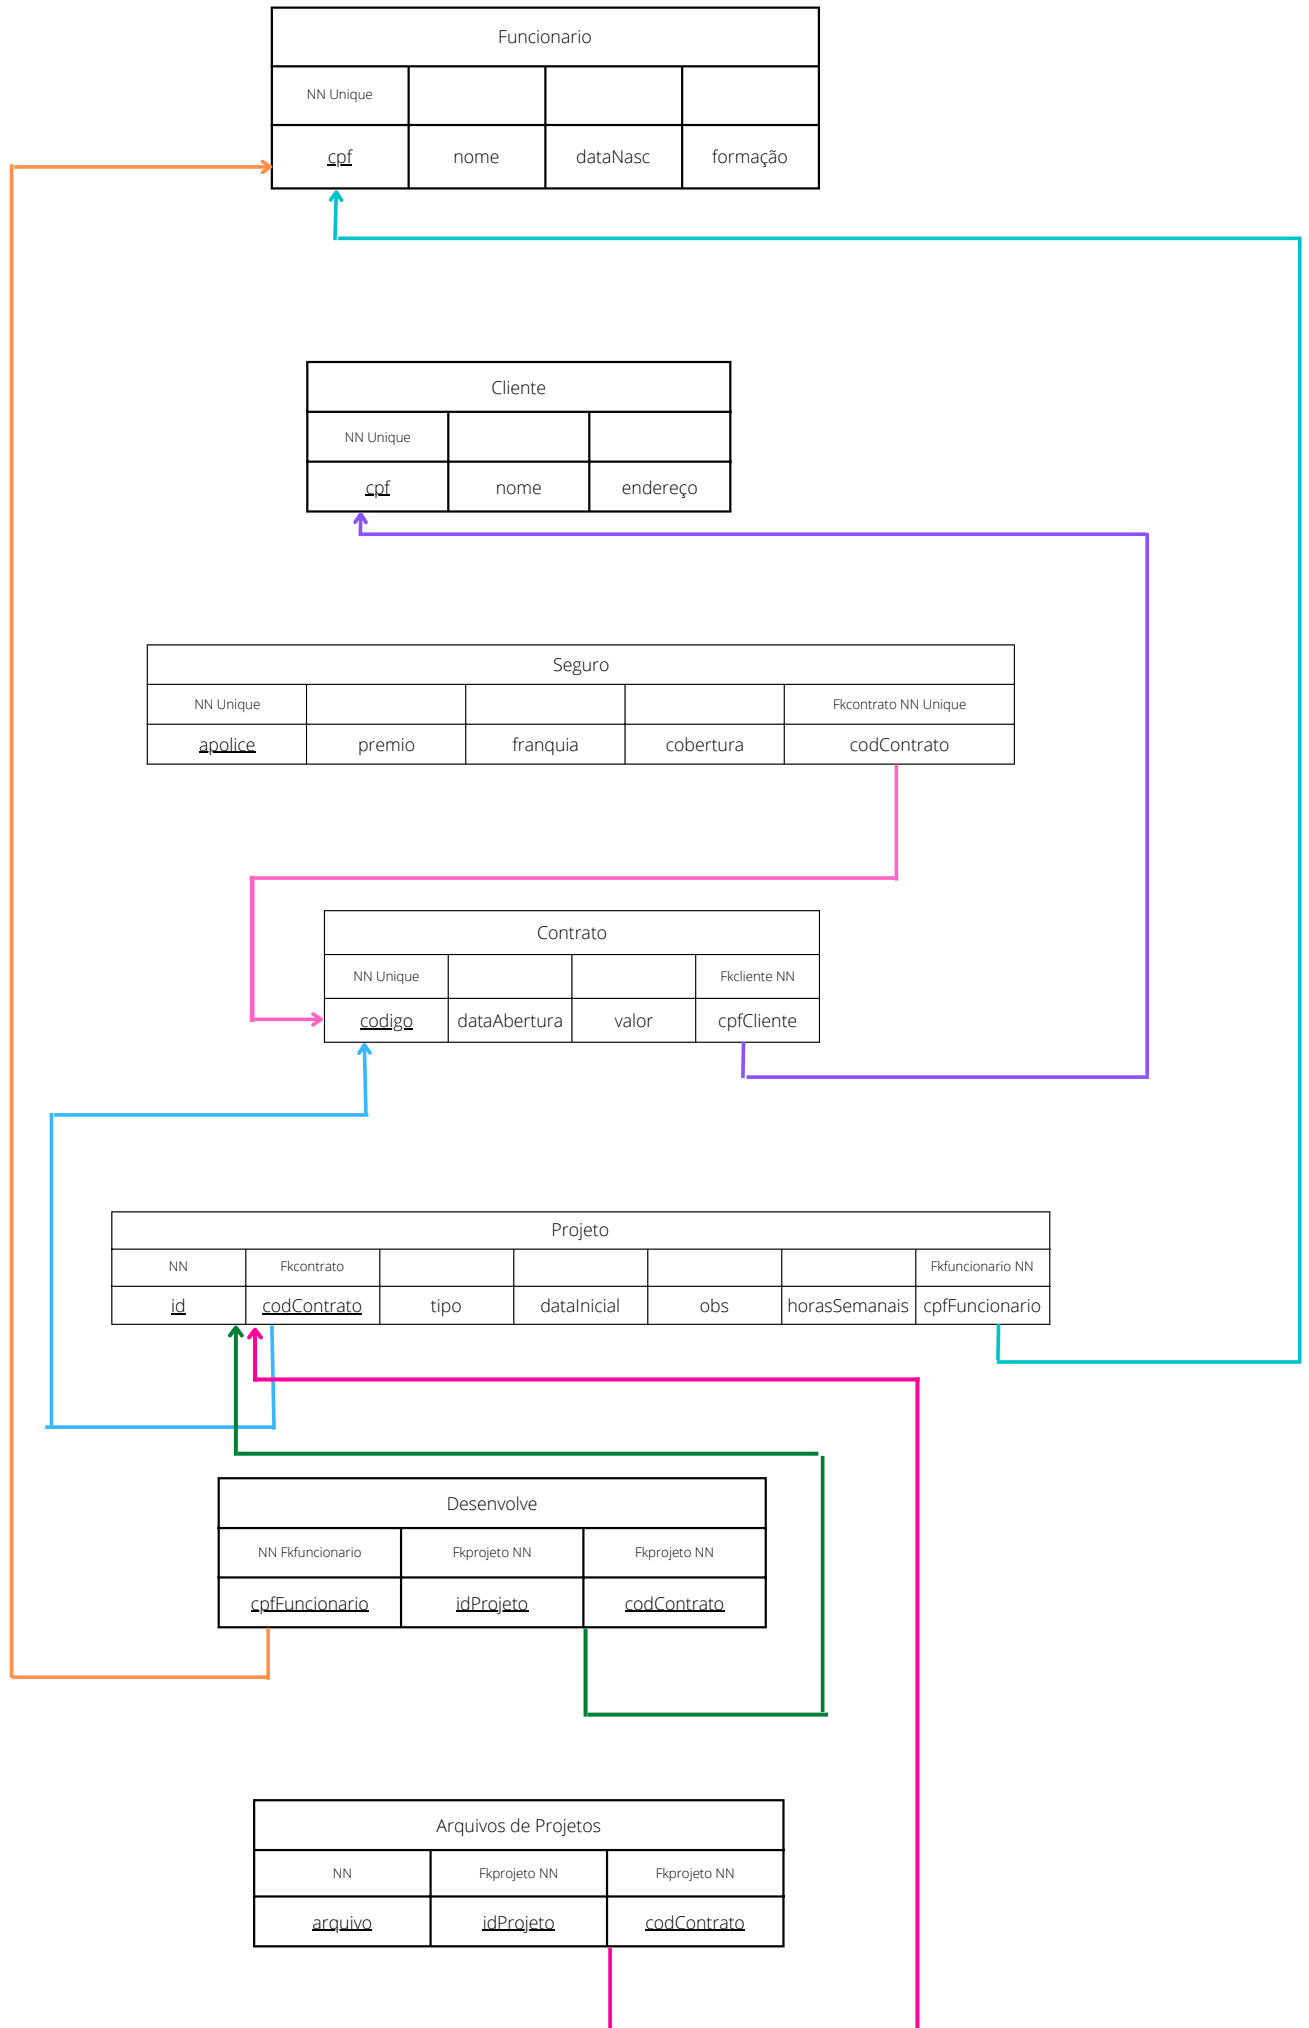 Funcionario
NN Unique
cpf nome dataNasc formação
Cliente
NN Unique
cpf nome endereço
Seguro
NN Unique Fkcontrato NN Unique
apolice premio franquia cobertura codContrato
Contrato
NN Unique Fkcliente NN
codigo dataAbertura valor cpfCliente
Projeto
NN Fkcontrato Fkfuncionario NN
id codContrato tipo dataInicial obs horasSemanais cpfFuncionario
Desenvolve
NN Fkfuncionario Fkprojeto NN Fkprojeto NN
cpfFuncionario idProjeto codContrato
Arquivos de Projetos
NN Fkprojeto NN Fkprojeto NN
arquivo idProjeto codContrato